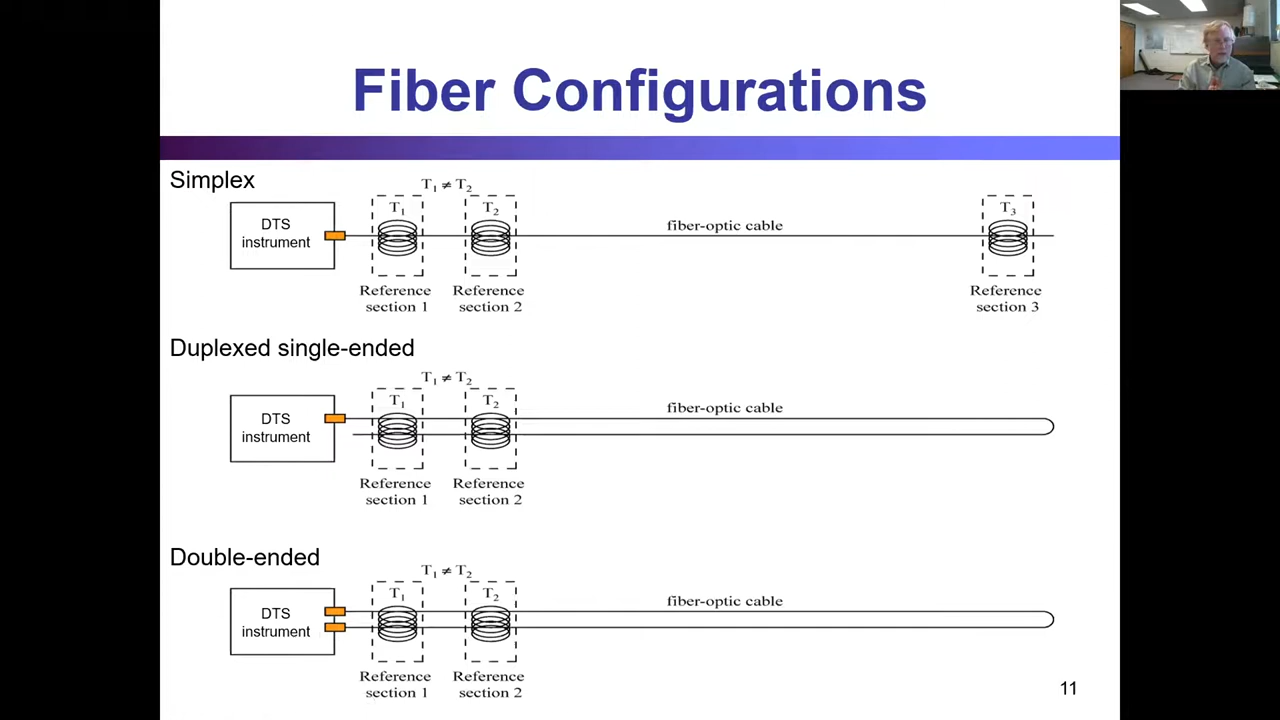 Fiber Configurations
Simplex
T₁ ≠ T₂
DTS
instrument
T₁
T₂
fiber-optic cable
T₃
Reference
section 1
Reference
section 2
Reference
section 3
Duplexed single-ended
T₁ ≠ T₂
DTS
instrument
T₁
T₂
fiber-optic cable
Reference
section 1
Reference
section 2
Double-ended
T₁ ≠ T₂
DTS
instrument
T₁
T₂
fiber-optic cable
Reference
section 1
Reference
section 2
11